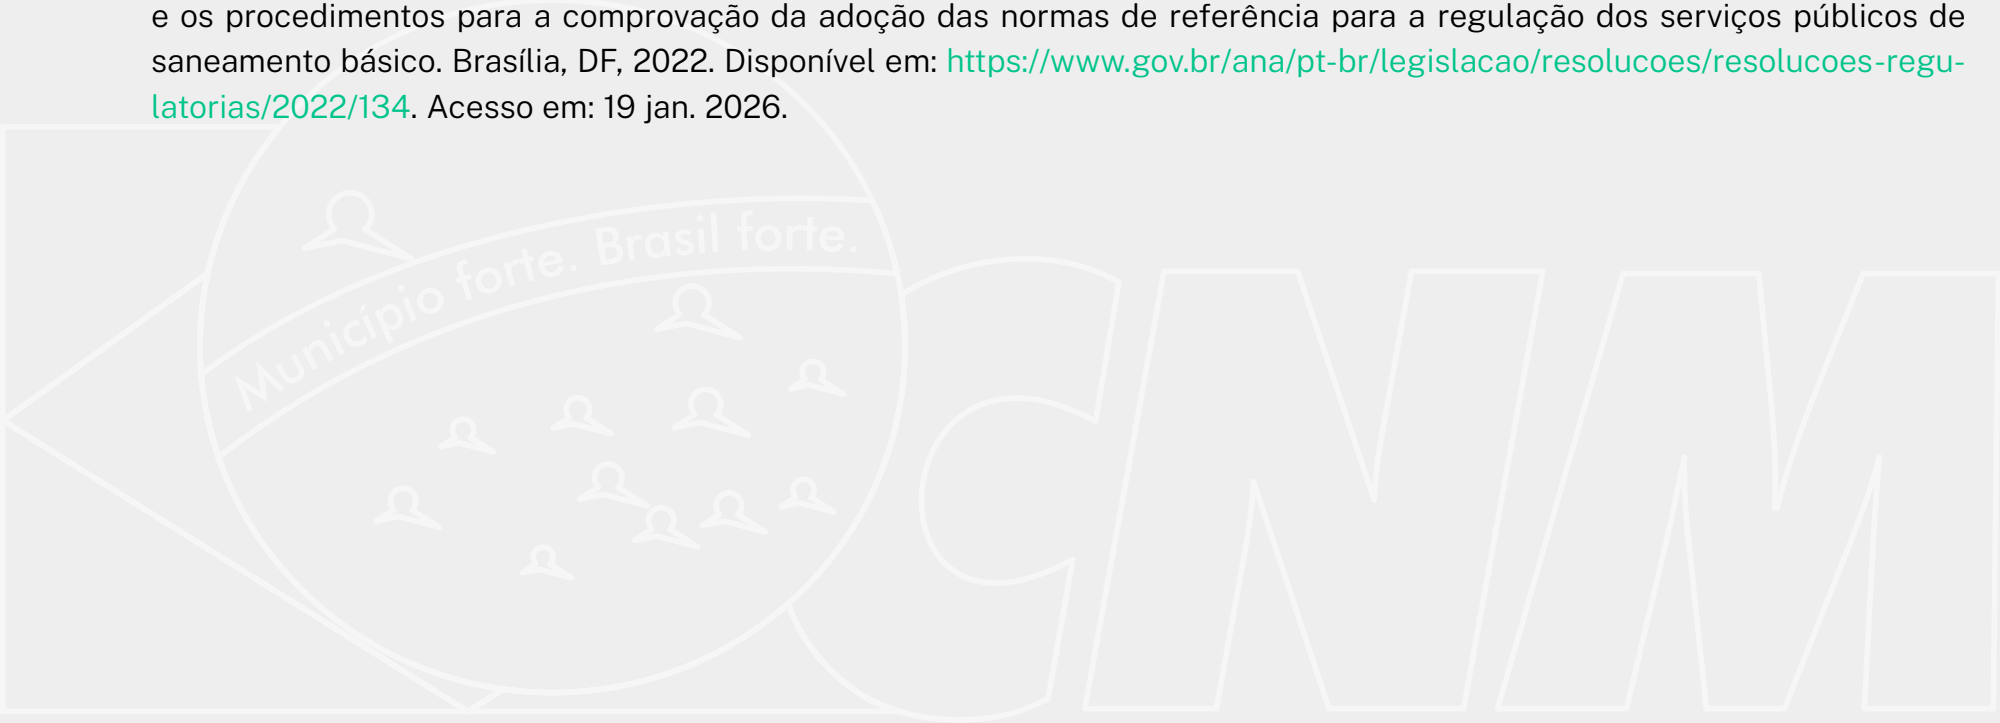 e os procedimentos para a comprovação da adoção das normas de referência para a regulação dos serviços públicos de
saneamento básico. Brasília, DF, 2022. Disponível em: https://www.gov.br/ana/pt-br/legislacao/resolucoes/resolucoes-regu-
latorias/2022/134. Acesso em: 19 jan. 2026.
Município forte. Brasil forte.
CNM